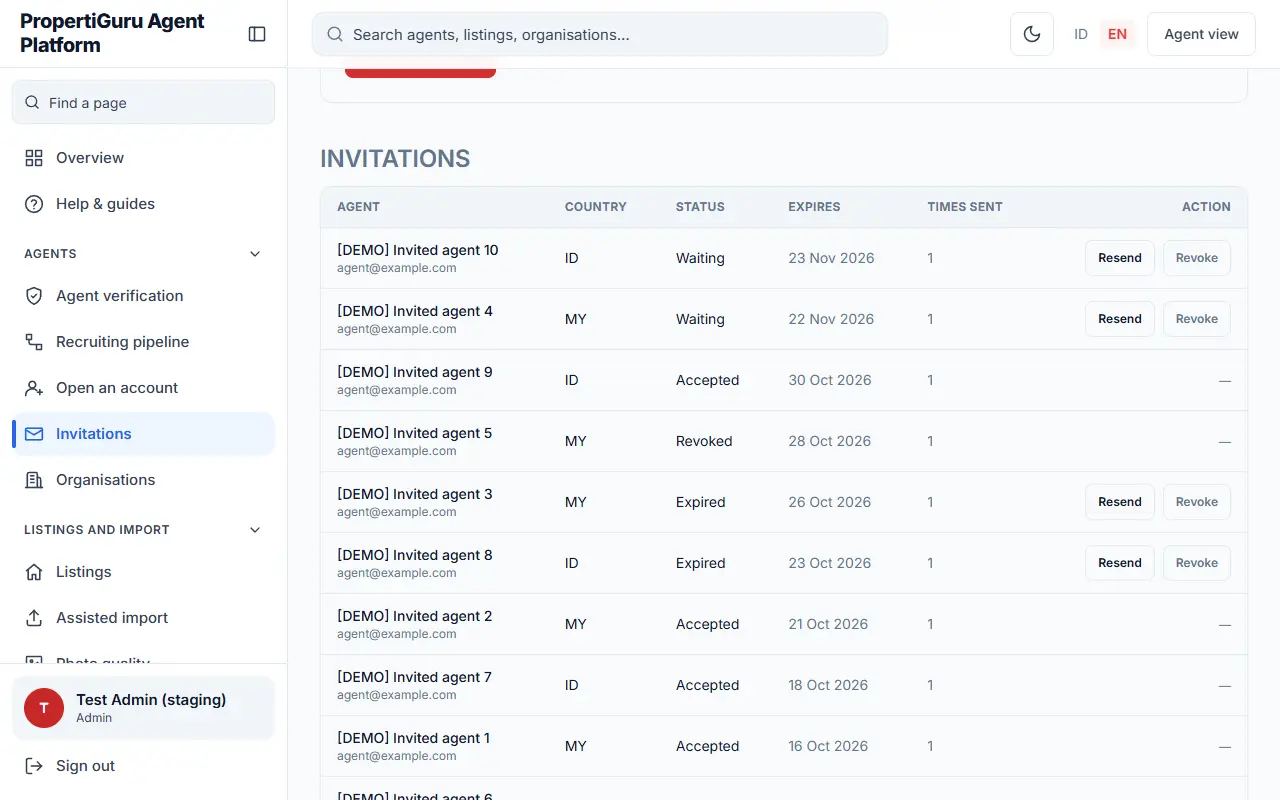 PropertiGuru Agent Platform
Search agents, listings, organisations...
ID
EN
Agent view
Find a page
Overview
Help & guides
AGENTS
Agent verification
Recruiting pipeline
Open an account
Invitations
Organisations
LISTINGS AND IMPORT
Listings
Assisted import
Photo quality
T
Test Admin (staging)
Admin
Sign out
INVITATIONS
AGENT COUNTRY STATUS EXPIRES TIMES SENT ACTION
[DEMO] Invited agent 10
agent@example.com
ID Waiting 23 Nov 2026 1 Resend Revoke
[DEMO] Invited agent 4
agent@example.com
MY Waiting 22 Nov 2026 1 Resend Revoke
[DEMO] Invited agent 9
agent@example.com
ID Accepted 30 Oct 2026 1 —
[DEMO] Invited agent 5
agent@example.com
MY Revoked 28 Oct 2026 1 —
[DEMO] Invited agent 3
agent@example.com
MY Expired 26 Oct 2026 1 Resend Revoke
[DEMO] Invited agent 8
agent@example.com
ID Expired 23 Oct 2026 1 Resend Revoke
[DEMO] Invited agent 2
agent@example.com
MY Accepted 21 Oct 2026 1 —
[DEMO] Invited agent 7
agent@example.com
ID Accepted 18 Oct 2026 1 —
[DEMO] Invited agent 1
agent@example.com
MY Accepted 16 Oct 2026 1 —
[DEMO] Invited agent 6